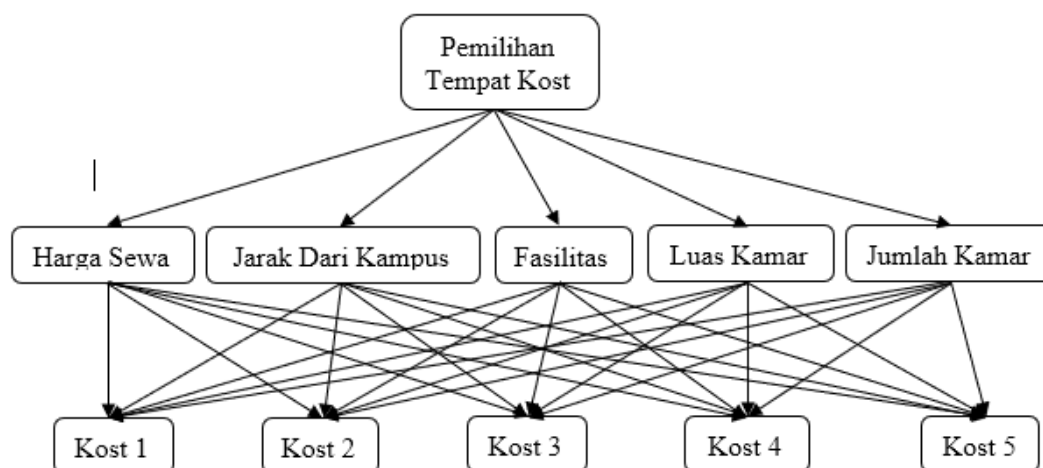 Pemilihan
Tempat Kost
Harga Sewa
Jarak Dari Kampus
Fasilitas
Luas Kamar
Jumlah Kamar
Kost 1
Kost 2
Kost 3
Kost 4
Kost 5